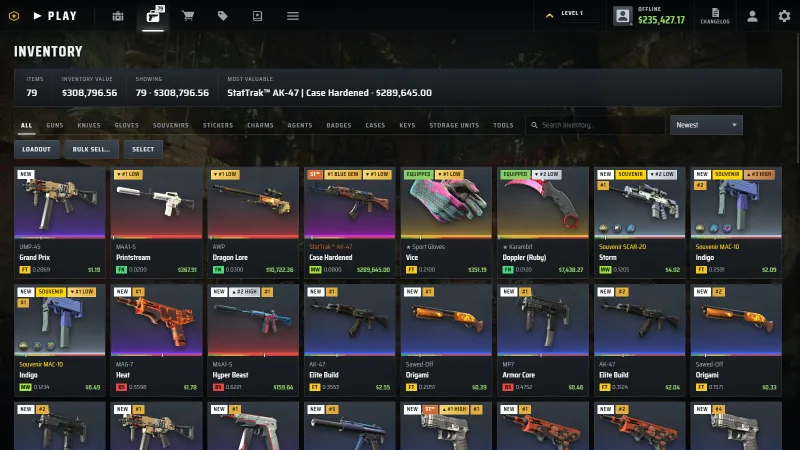 79
PLAY
LEVEL 1
OFFLINE
$235,427.17
CHANGELOG
INVENTORY
ITEMS
79
INVENTORY VALUE
$308,796.56
SHOWING
79 · $308,796.56
MOST VALUABLE
StatTrak™ AK-47 | Case Hardened · $289,645.00
ALL GUNS KNIVES GLOVES SOUVENIRS STICKERS CHARMS AGENTS BADGES CASES KEYS STORAGE UNITS TOOLS
Search inventory...
Newest
LOADOUT
BULK SELL...
SELECT
NEW
UMP-45
Grand Prix
FT 0.2869 $1.19
▼ #1 LOW
M4A1-S
Printstream
FN 0.0200 $367.91
▼ #1 LOW
AWP
Dragon Lore
FN 0.0300 $10,722.36
ST™ #1 BLUE GEM ▼ #1 LOW
StatTrak™ AK-47
Case Hardened
MW 0.0800 $289,645.00
EQUIPPED ▼ #1 LOW
★ Sport Gloves
Vice
FT 0.2100 $351.19
EQUIPPED ▼ #2 LOW
★ Karambit
Doppler (Ruby)
FN 0.0120 $7,438.27
NEW SOUVENIR ▼ #2 LOW
#1
Souvenir SCAR-20
Storm
MW 0.1205 $4.02
NEW SOUVENIR ▲ #3 HIGH
#2
Souvenir MAC-10
Indigo
FT 0.2591 $2.09
NEW SOUVENIR ▼ #1 LOW
#1
Souvenir MAC-10
Indigo
MW 0.1234 $6.49
NEW #1
MAG-7
Heat
BS 0.5598 $1.78
NEW ▲ #2 HIGH #1
M4A1-S
Hyper Beast
BS 0.6221 $159.64
NEW #1
AK-47
Elite Build
FT 0.3553 $2.55
NEW #1
Sawed-Off
Origami
FT 0.2051 $0.39
NEW #1
MP7
Armor Core
BS 0.4752 $0.46
NEW #2
AK-47
Elite Build
FT 0.3124 $2.04
NEW #2
Sawed-Off
Origami
FT 0.1571 $0.33
NEW #2
NEW #1
NEW #1
NEW #5
NEW ST™ ▲ #1 HIGH #1
NEW #1
NEW #2
NEW #4